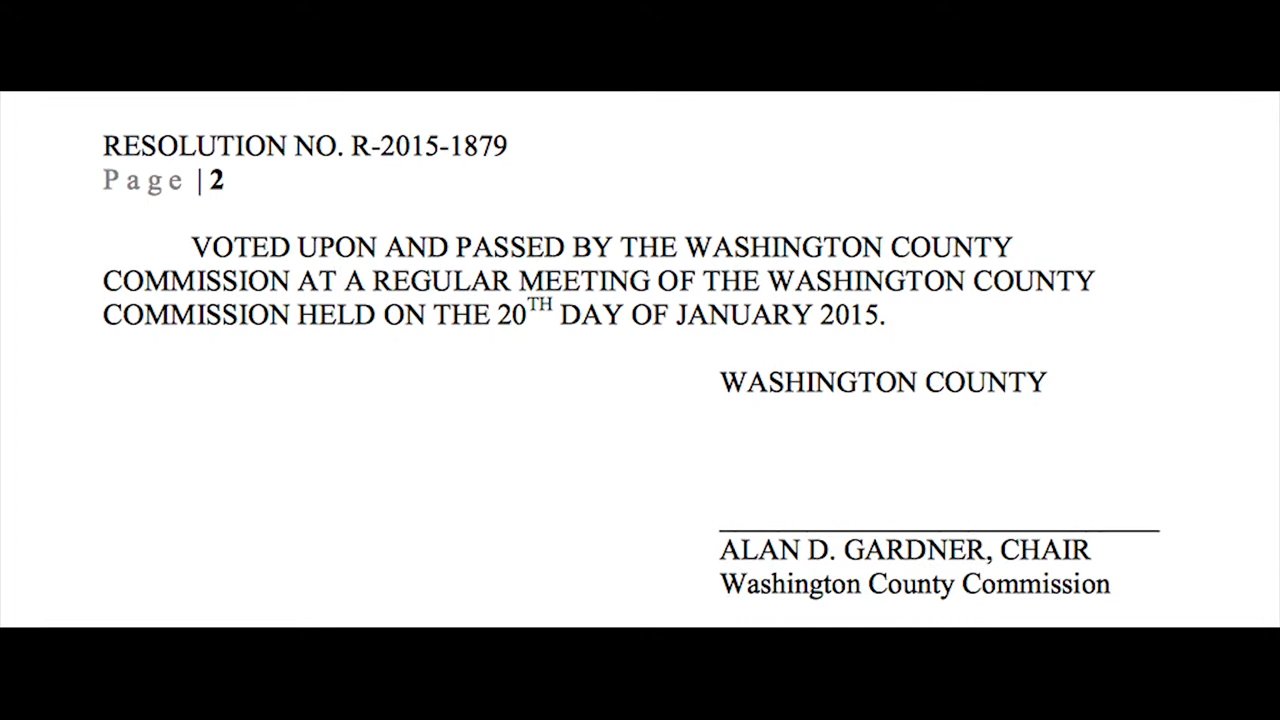 RESOLUTION NO. R-2015-1879
Page | 2
VOTED UPON AND PASSED BY THE WASHINGTON COUNTY
COMMISSION AT A REGULAR MEETING OF THE WASHINGTON COUNTY
COMMISSION HELD ON THE 20TH DAY OF JANUARY 2015.
WASHINGTON COUNTY
ALAN D. GARDNER, CHAIR
Washington County Commission